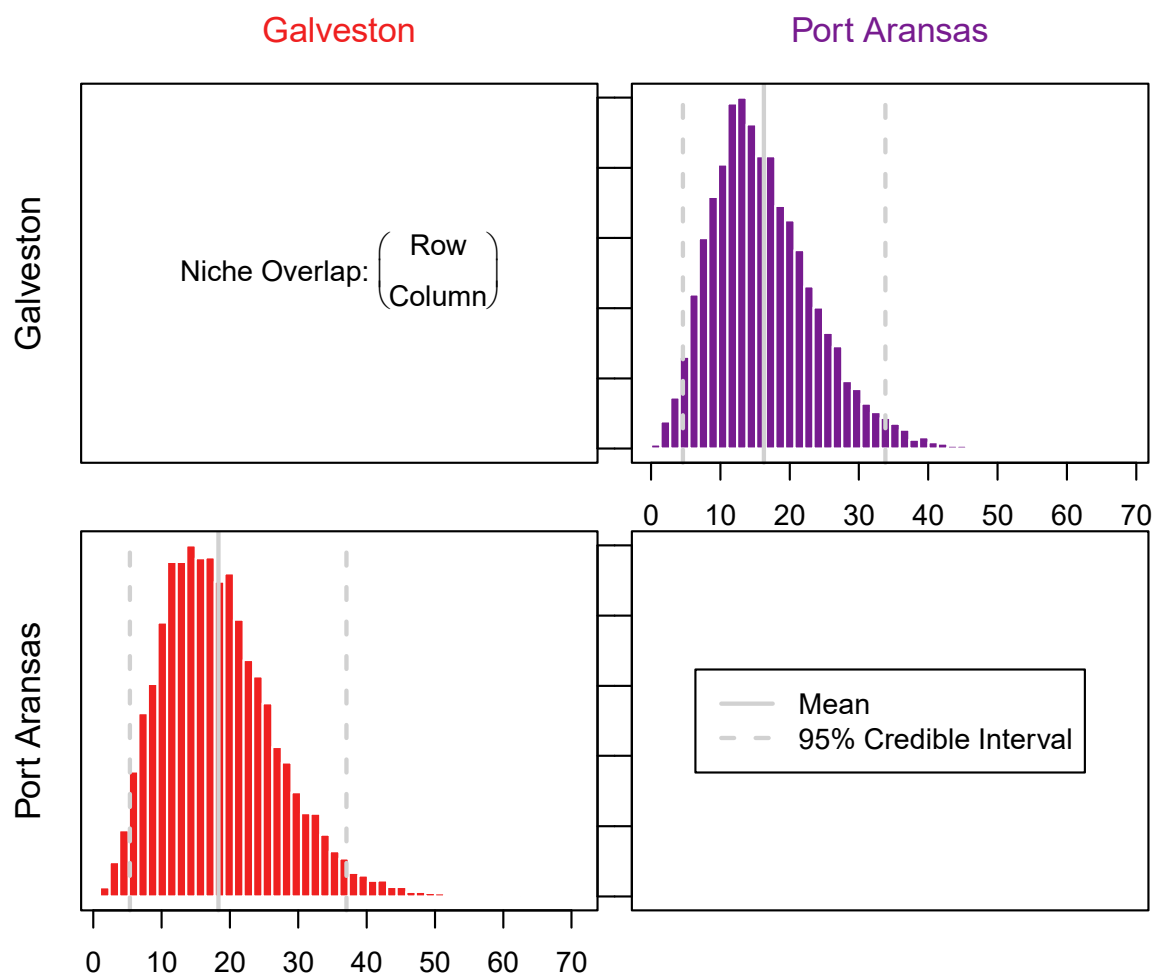 Galveston
Port Aransas
Galveston
Niche Overlap: (Row
Column)
0 10 20 30 40 50 60 70
Port Aransas
Mean
95% Credible Interval
0 10 20 30 40 50 60 70